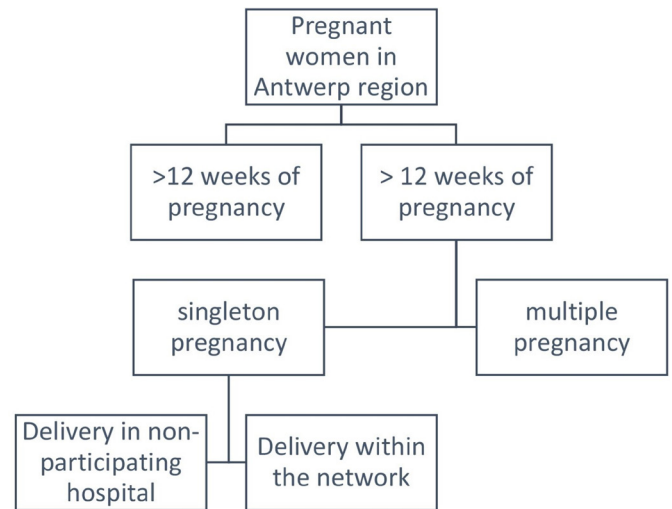 Pregnant
women in
Antwerp region
>12 weeks of
pregnancy
> 12 weeks of
pregnancy
singleton
pregnancy
multiple
pregnancy
Delivery in non-
participating
hospital
Delivery within
the network